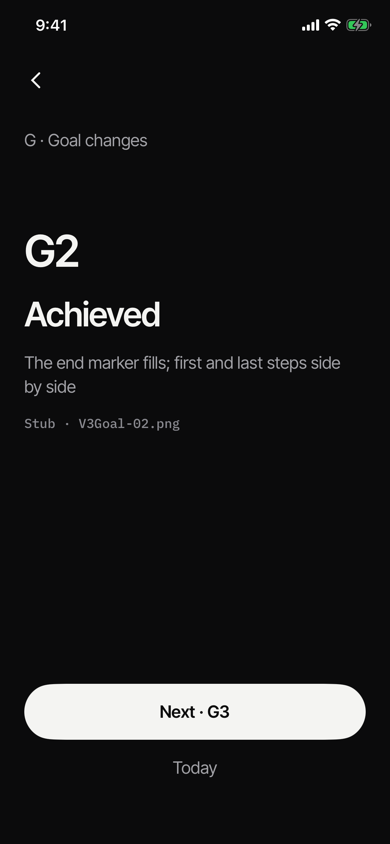 9:41
G · Goal changes
G2
Achieved
The end marker fills; first and last steps side
by side
Stub · V3Goal-02.png
Next · G3
Today